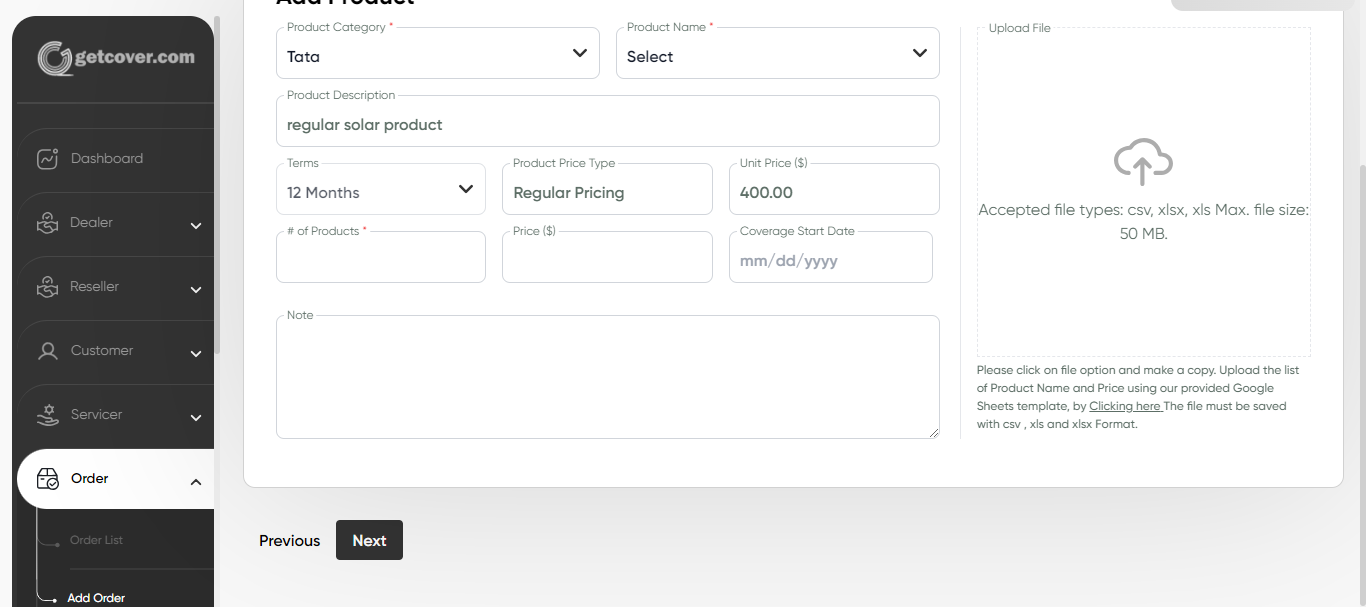 Add Product
getcover.com
Dashboard
Dealer
Reseller
Customer
Servicer
Order
Order List
Add Order
Product Category *
Tata
Product Name *
Select
Product Description
regular solar product
Terms
12 Months
Product Price Type
Regular Pricing
Unit Price ($)
400.00
# of Products *
Price ($)
Coverage Start Date
mm/dd/yyyy
Note
Upload File
Accepted file types: csv, xlsx, xls Max. file size:
50 MB.
Please click on file option and make a copy. Upload the list
of Product Name and Price using our provided Google
Sheets template, by Clicking here The file must be saved
with csv , xls and xlsx Format.
Previous
Next